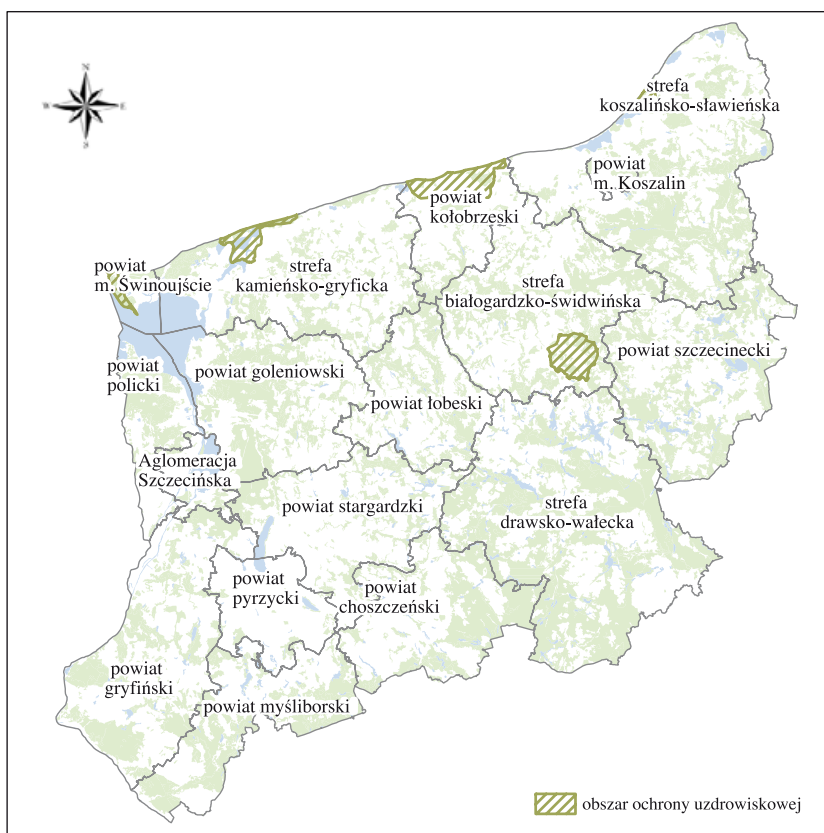 N
W
E
S
strefa
koszalińsko-sławieńska
powiat
m. Koszalin
powiat
kołobrzeski
powiat
m. Świnoujście
strefa
kamieńsko-gryficka
strefa
białogardzko-świdwińska
powiat szczecinecki
powiat
policki
powiat goleniowski
powiat łobeski
Aglomeracja
Szczecińska
powiat stargardzki
strefa
drawsko-wałecka
powiat
pyrzycki
powiat
choszczeński
powiat
gryfiński
powiat myśliborski
obszar ochrony uzdrowiskowej